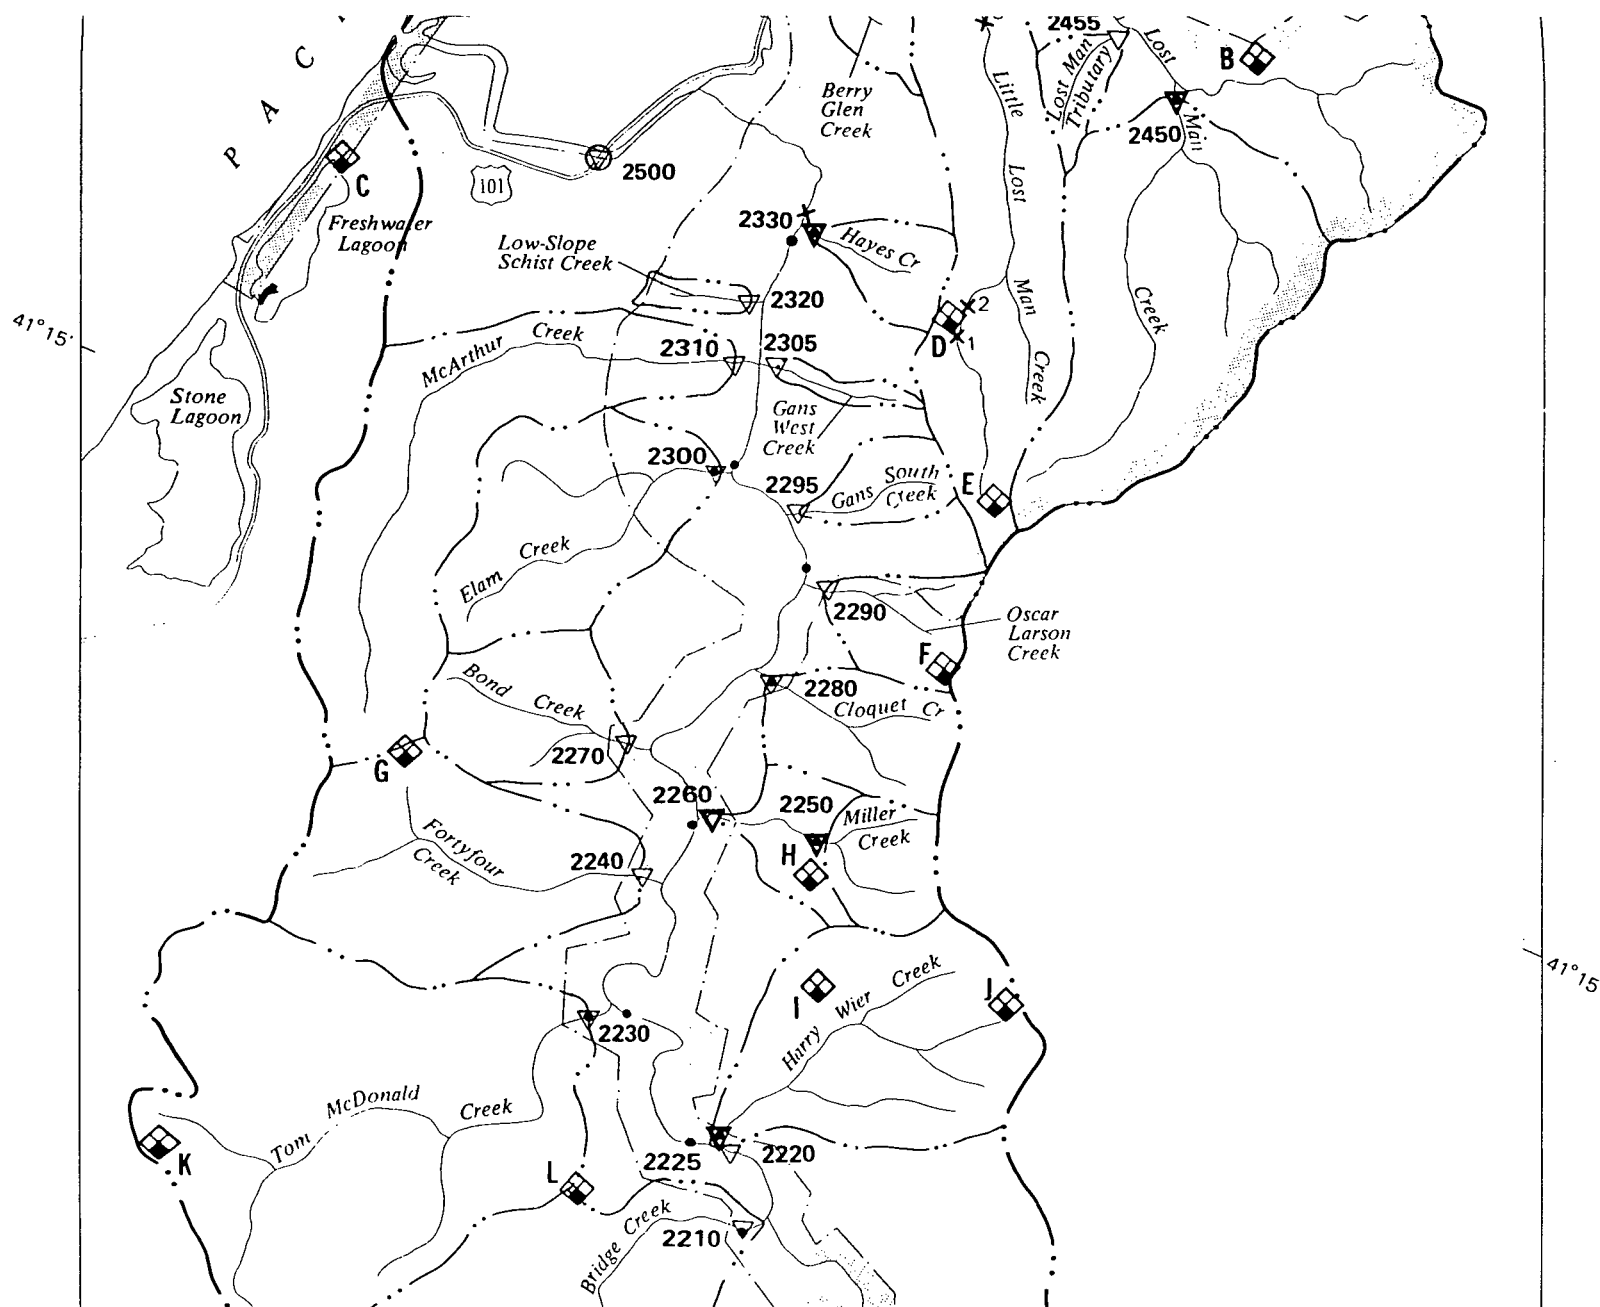 P A C
2455
Lost Man
Tributary
Lost
Man
B
Berry
Glen
Creek
Little
Lost
Man
Creek
2450
C
101
2500
Freshwater
Lagoon
2330
Hayes Cr
Low-Slope
Schist Creek
2320
2
D
1
Creek
41°15'
McArthur Creek
2310
2305
Stone
Lagoon
Gans
West
Creek
2300
2295
Gans South
Creek
E
Elam Creek
2290
Oscar
Larson
Creek
F
Bond Creek
2280
Cloquet Cr
2270
G
2260
2250
Miller
Creek
Fortyfour
Creek
2240
H
I
Harry Wier Creek
J
41°15
2230
Tom McDonald Creek
K
L
2225
2220
Bridge Creek
2210